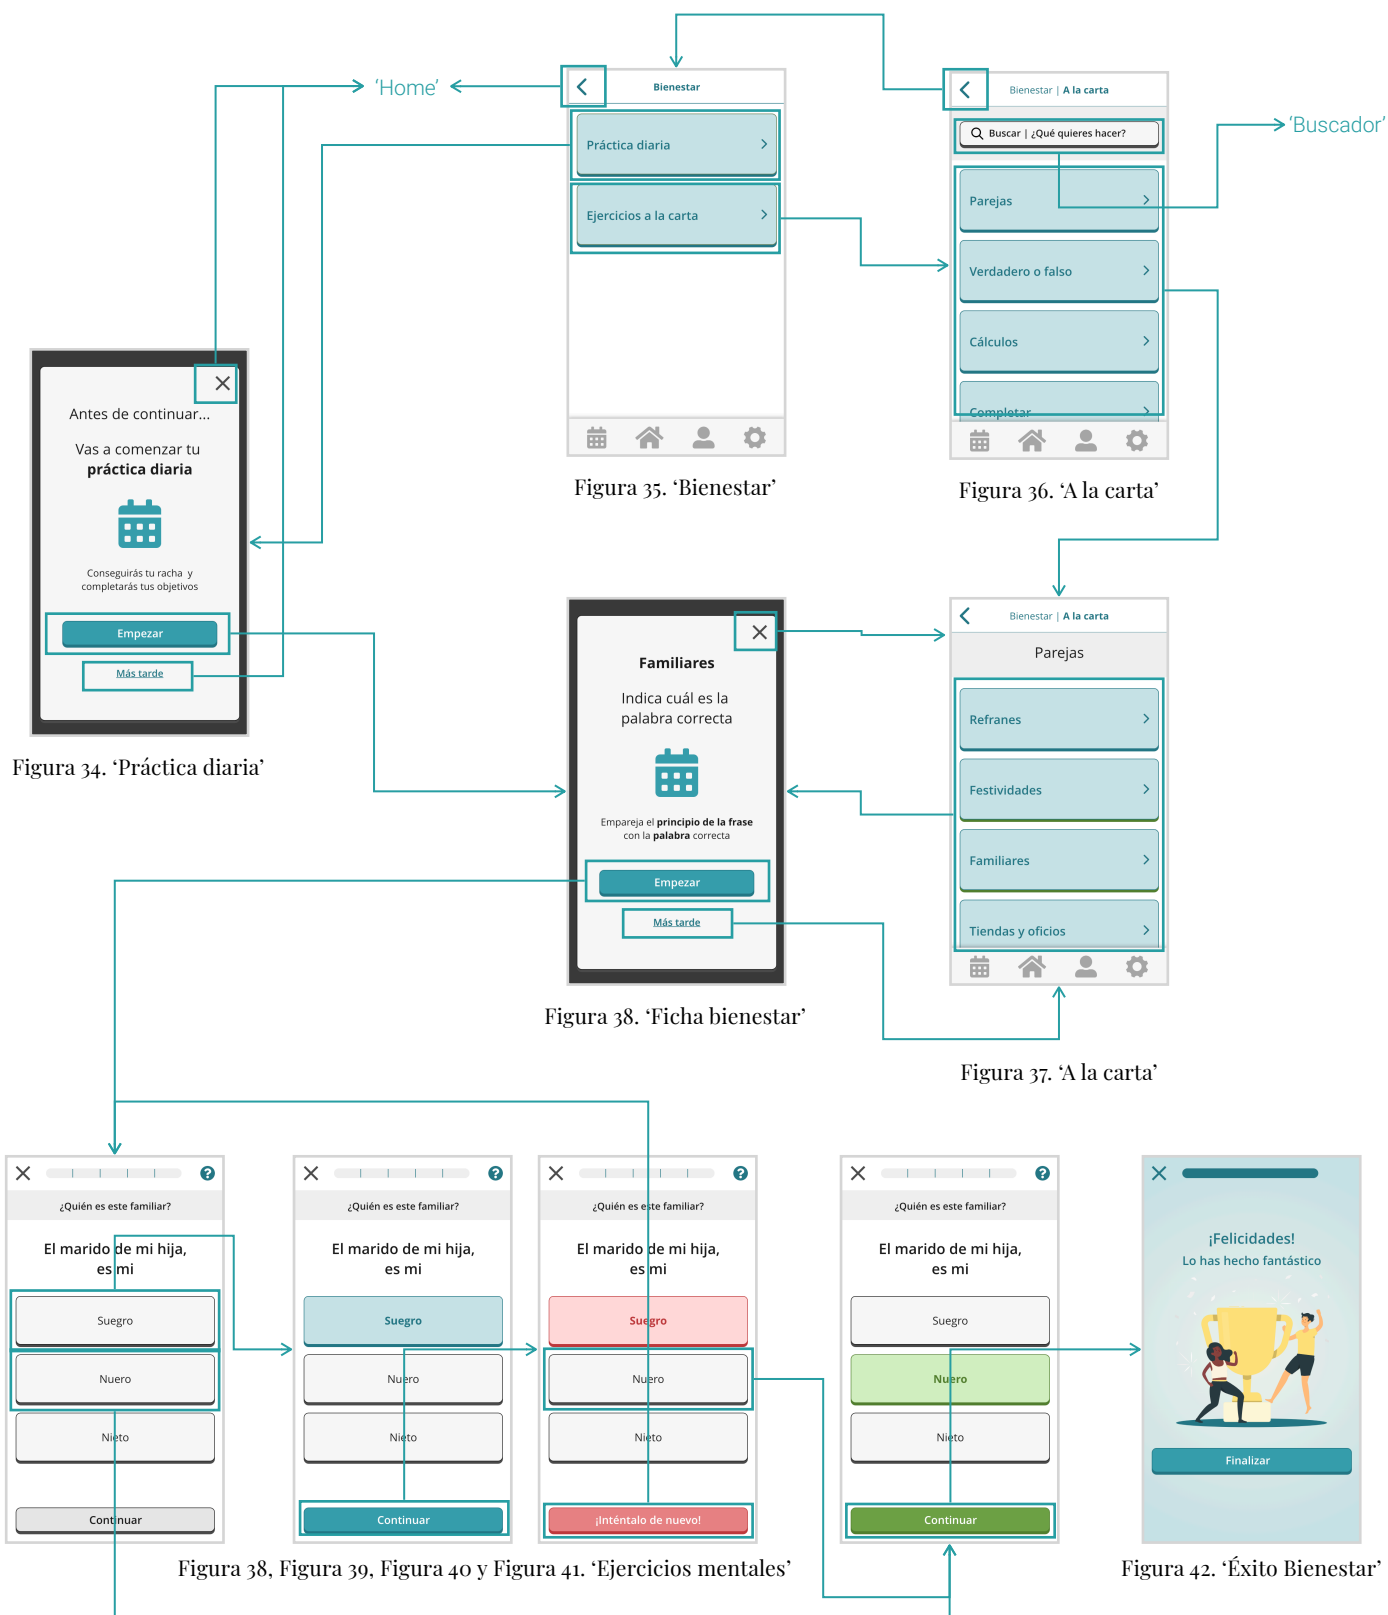 ‘Home’
Bienestar
Práctica diaria
Ejercicios a la carta
Figura 35. ‘Bienestar’
Bienestar | A la carta
Buscar | ¿Qué quieres hacer?
Parejas
Verdadero o falso
Cálculos
Completar
Figura 36. ‘A la carta’
‘Buscador’
Antes de continuar...
Vas a comenzar tu
práctica diaria
Conseguirás tu racha y
completarás tus objetivos
Empezar
Más tarde
Figura 34. ‘Práctica diaria’
Familiares
Indica cuál es la
palabra correcta
Empareja el principio de la frase
con la palabra correcta
Empezar
Más tarde
Figura 38. ‘Ficha bienestar’
Bienestar | A la carta
Parejas
Refranes
Festividades
Familiares
Tiendas y oficios
Figura 37. ‘A la carta’
?
¿Quién es este familiar?
El marido de mi hija,
es mi
Suegro
Nuero
Nieto
Continuar
?
¿Quién es este familiar?
El marido de mi hija,
es mi
Suegro
Nuero
Nieto
Continuar
?
¿Quién es este familiar?
El marido de mi hija,
es mi
Suegro
Nuero
Nieto
¡Inténtalo de nuevo!
?
¿Quién es este familiar?
El marido de mi hija,
es mi
Suegro
Nuero
Nieto
Continuar
Figura 38, Figura 39, Figura 40 y Figura 41. ‘Ejercicios mentales’
¡Felicidades!
Lo has hecho fantástico
Finalizar
Figura 42. ‘Éxito Bienestar’